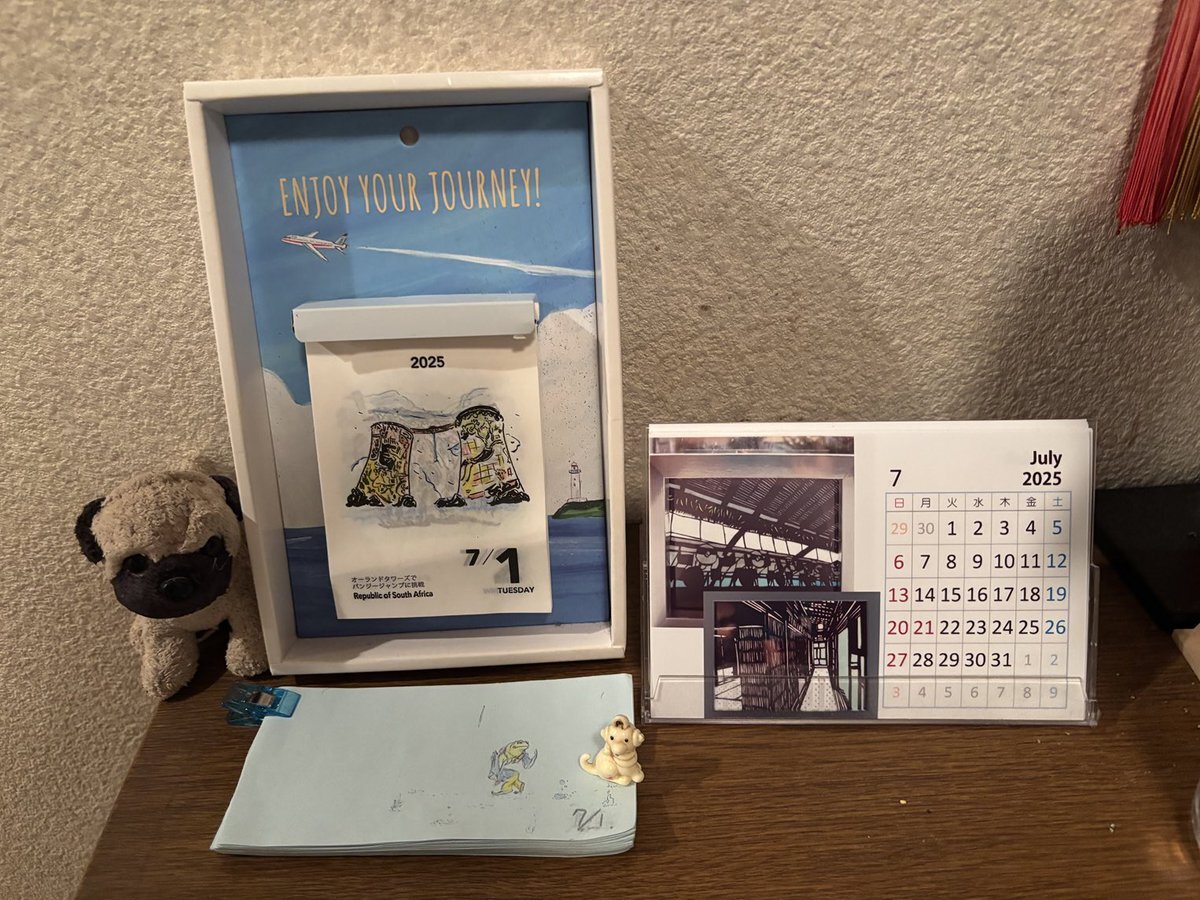 ENJOY YOUR JOURNEY!
2025
7/1
TUESDAY
オーランドタワーズで
バンジージャンプに挑戦
Republic of South Africa
7/1
July
7 2025
日 月 火 水 木 金 土
29 30 1 2 3 4 5
6 7 8 9 10 11 12
13 14 15 16 17 18 19
20 21 22 23 24 25 26
27 28 29 30 31 1 2
3 4 5 6 7 8 9